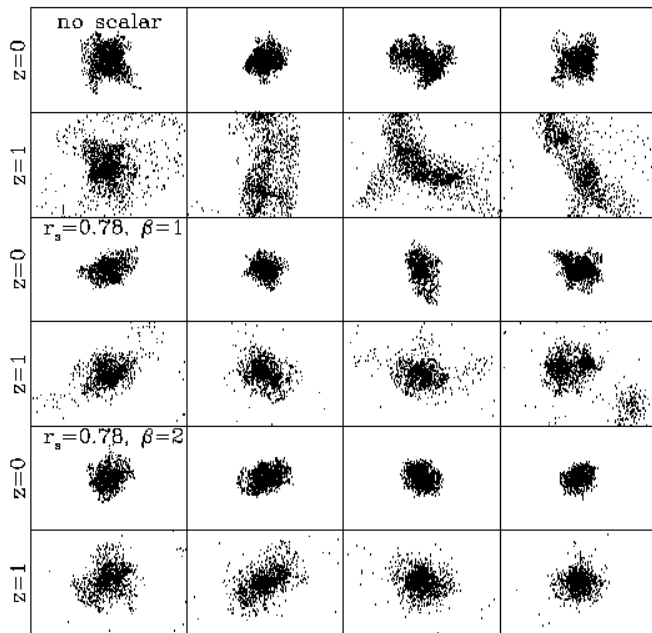 no scalar
z=0
z=1
r_s=0.78, β=1
z=0
z=1
r_s=0.78, β=2
z=0
z=1